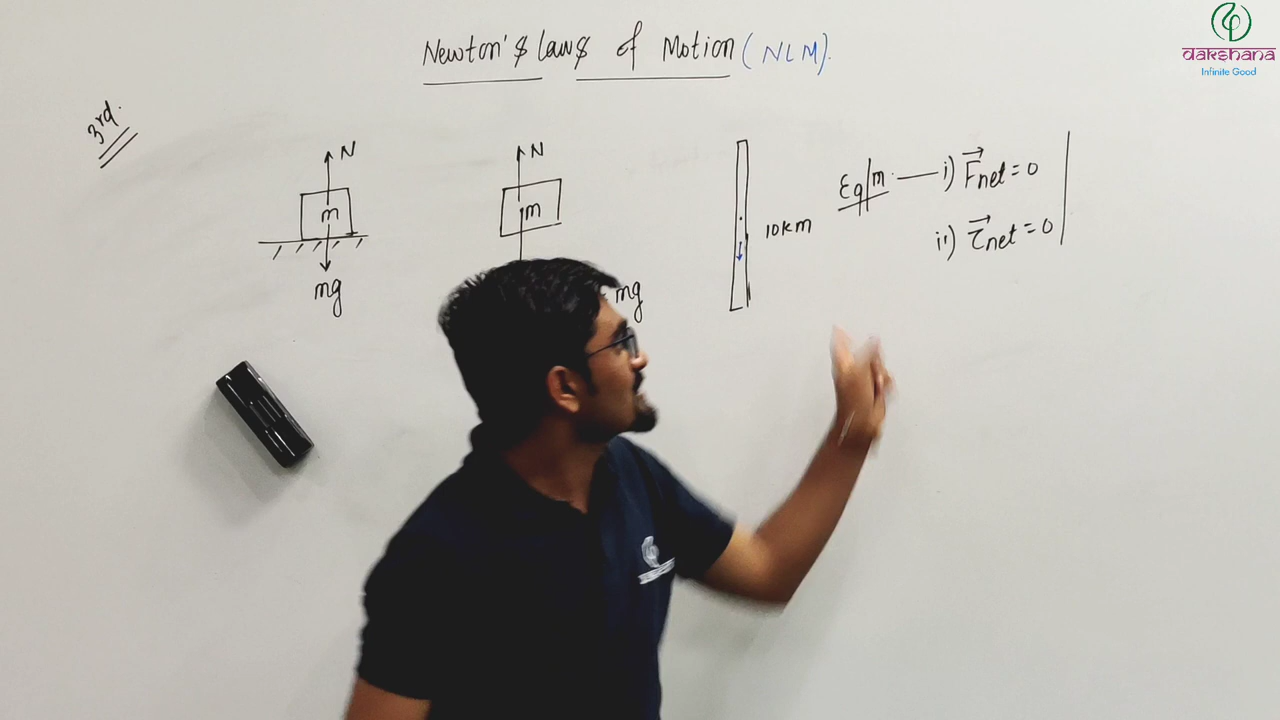 dakshana
Infinite Good
Newton's Laws of Motion (NLM).
3rd.
N
m
mg
N
m
mg
10km
Eq/m. — i) F⃗net = 0
ii) τ⃗net = 0